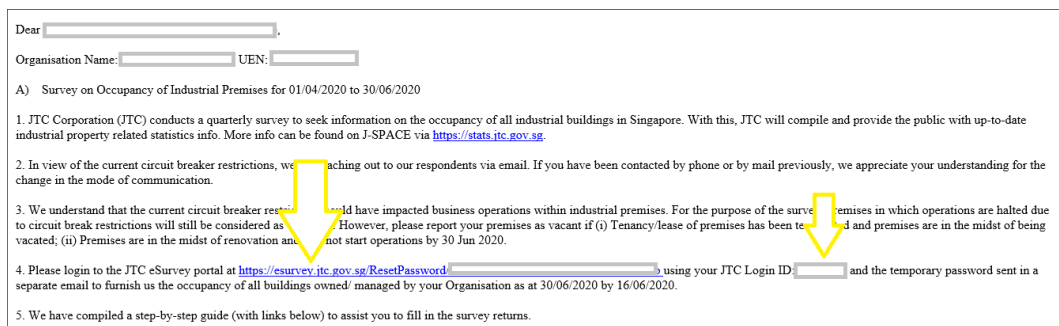 Dear ,
Organisation Name: UEN:
A) Survey on Occupancy of Industrial Premises for 01/04/2020 to 30/06/2020
1. JTC Corporation (JTC) conducts a quarterly survey to seek information on the occupancy of all industrial buildings in Singapore. With this, JTC will compile and provide the public with up-to-date
industrial property related statistics info. More info can be found on J-SPACE via https://stats.jtc.gov.sg.
2. In view of the current circuit breaker restrictions, we aching out to our respondents via email. If you have been contacted by phone or by mail previously, we appreciate your understanding for the
change in the mode of communication.
3. We understand that the current circuit breaker rest uld have impacted business operations within industrial premises. For the purpose of the surve emises in which operations are halted due
to circuit break restrictions will still be considered as However, please report your premises as vacant if (i) Tenancy/lease of premises has been te d and premises are in the midst of being
vacated; (ii) Premises are in the midst of renovation an not start operations by 30 Jun 2020.
4. Please login to the JTC eSurvey portal at https://esurvey.jtc.gov.sg/ResetPassword/ using your JTC Login ID: and the temporary password sent in a
separate email to furnish us the occupancy of all buildings owned/ managed by your Organisation as at 30/06/2020 by 16/06/2020.
5. We have compiled a step-by-step guide (with links below) to assist you to fill in the survey returns.